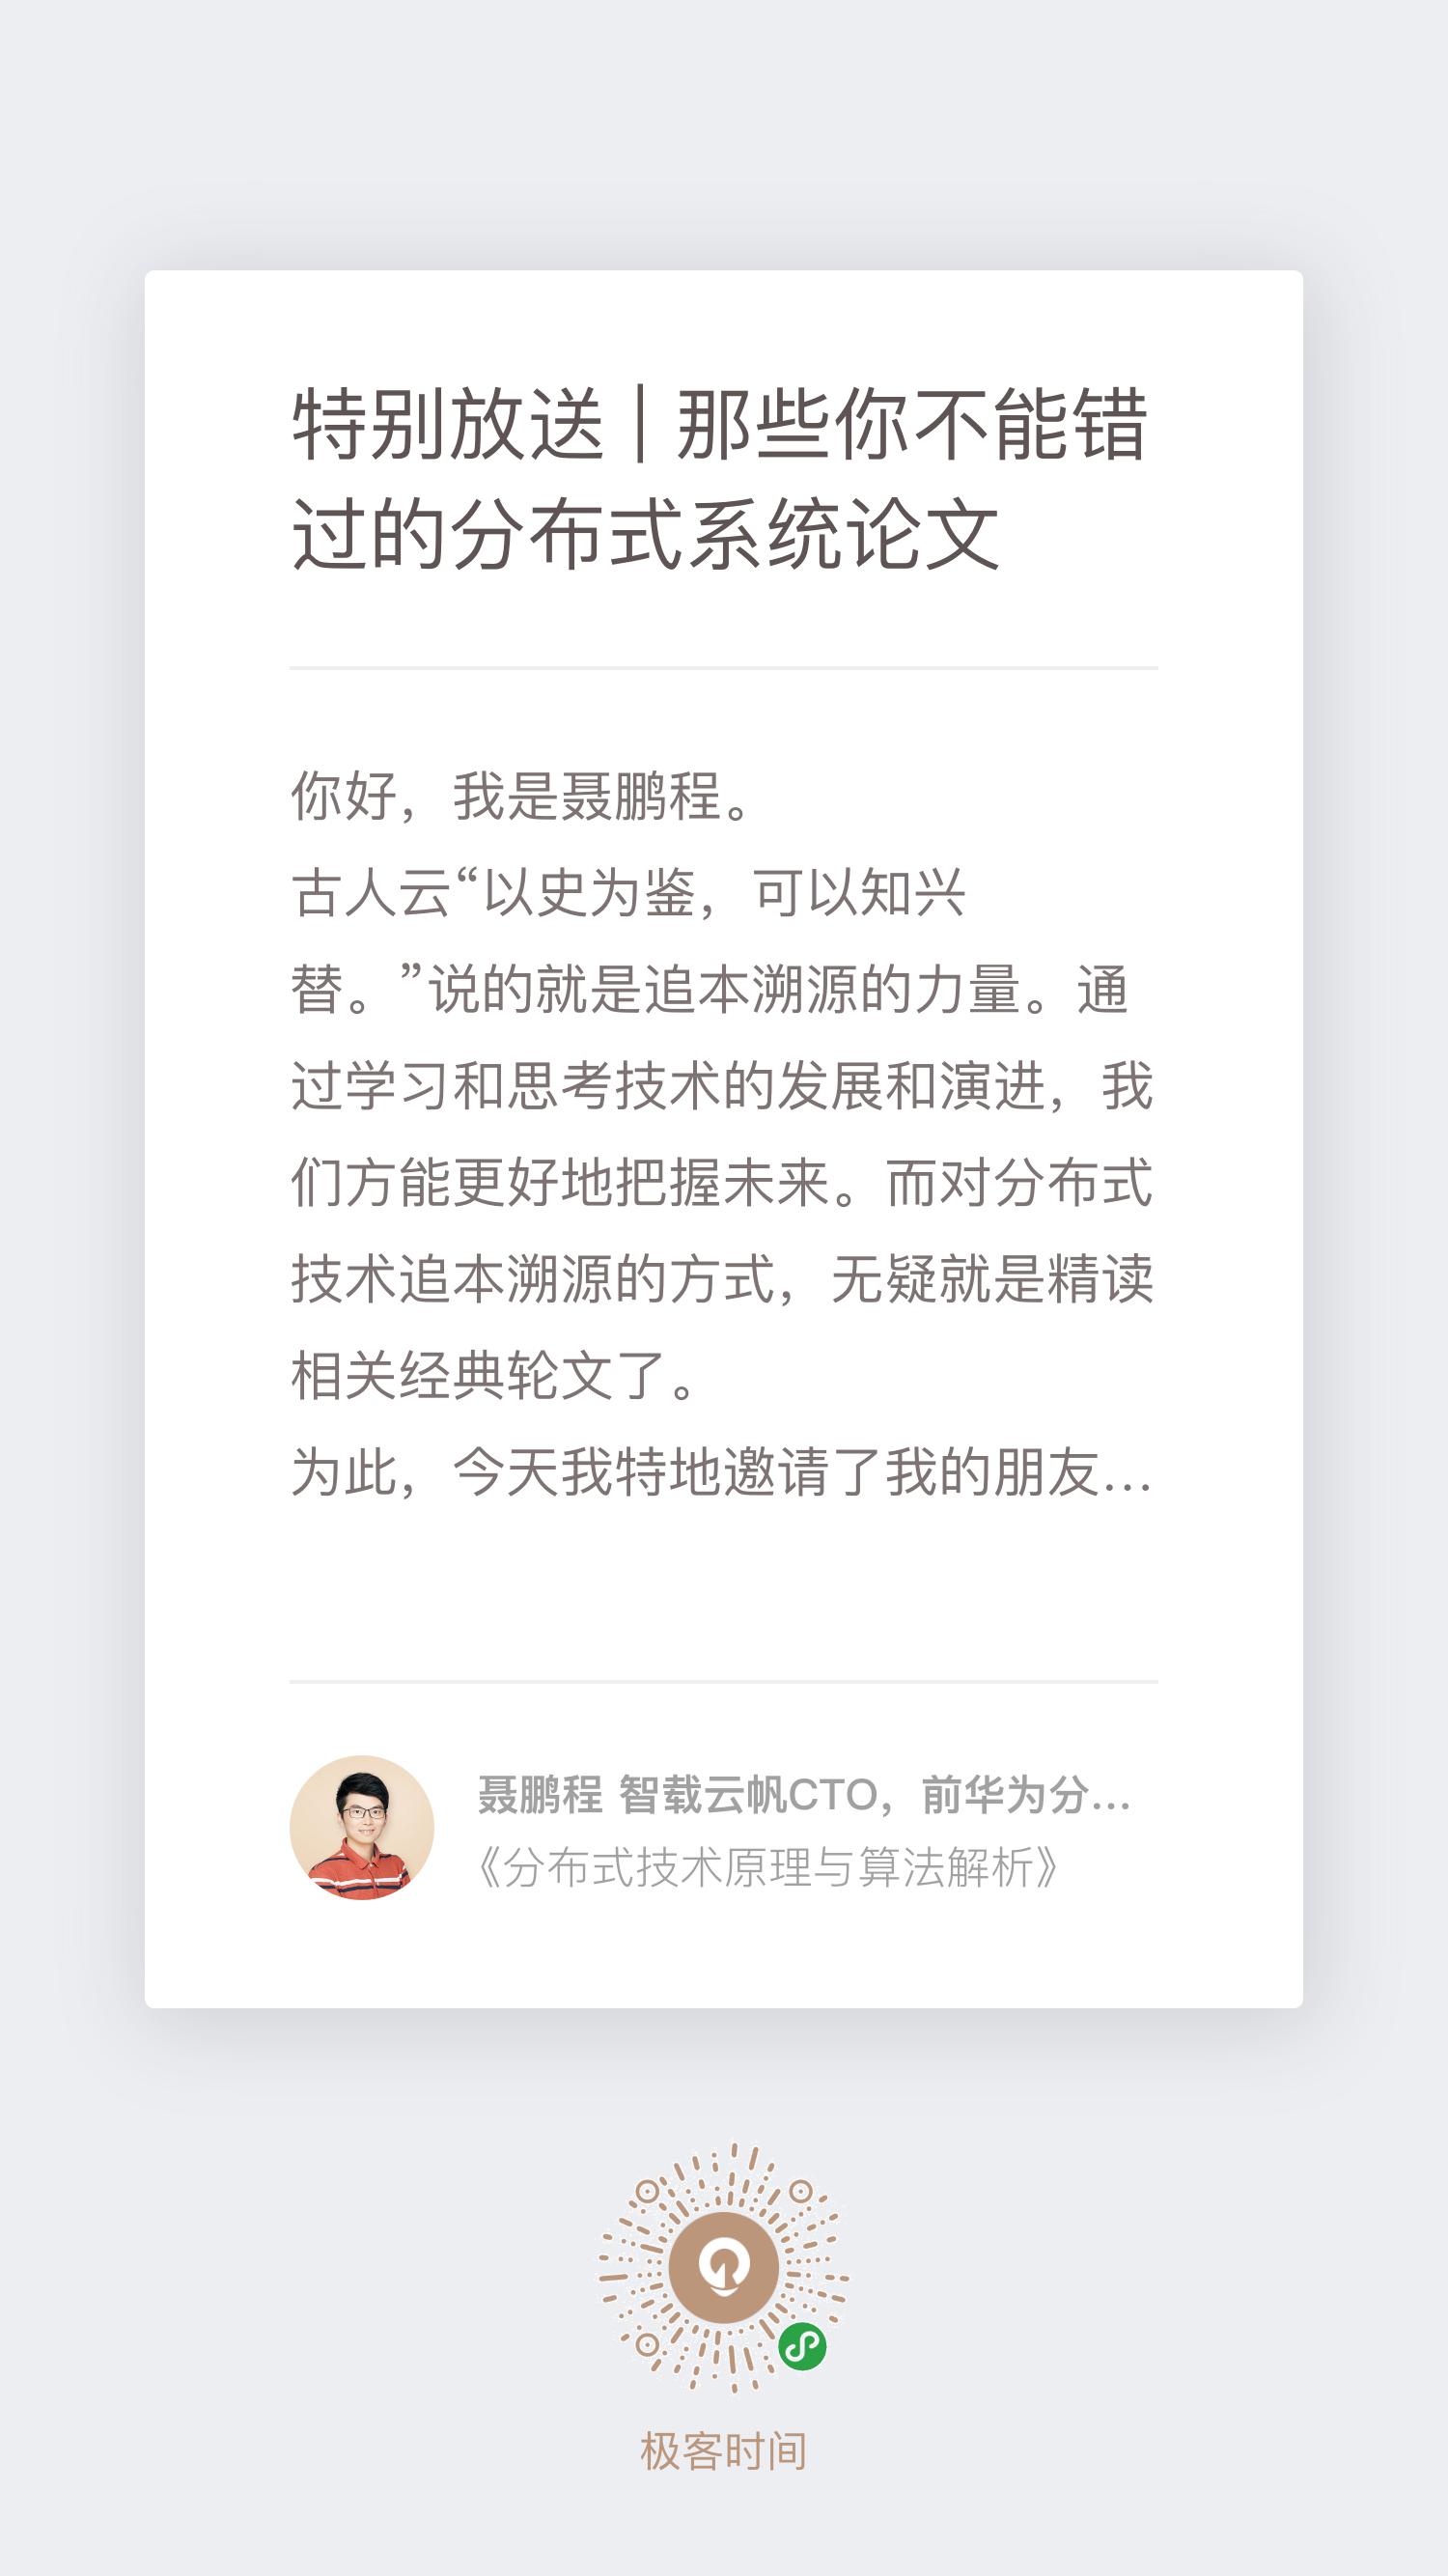 特别放送 | 那些你不能错
过的分布式系统论文
你好，我是聂鹏程。
古人云“以史为鉴，可以知兴
替。”说的就是追本溯源的力量。通
过学习和思考技术的发展和演进，我
们方能更好地把握未来。而对分布式
技术追本溯源的方式，无疑就是精读
相关经典轮文了。
为此，今天我特地邀请了我的朋友...
聂鹏程 智载云帆CTO，前华为分...
《分布式技术原理与算法解析》
极客时间